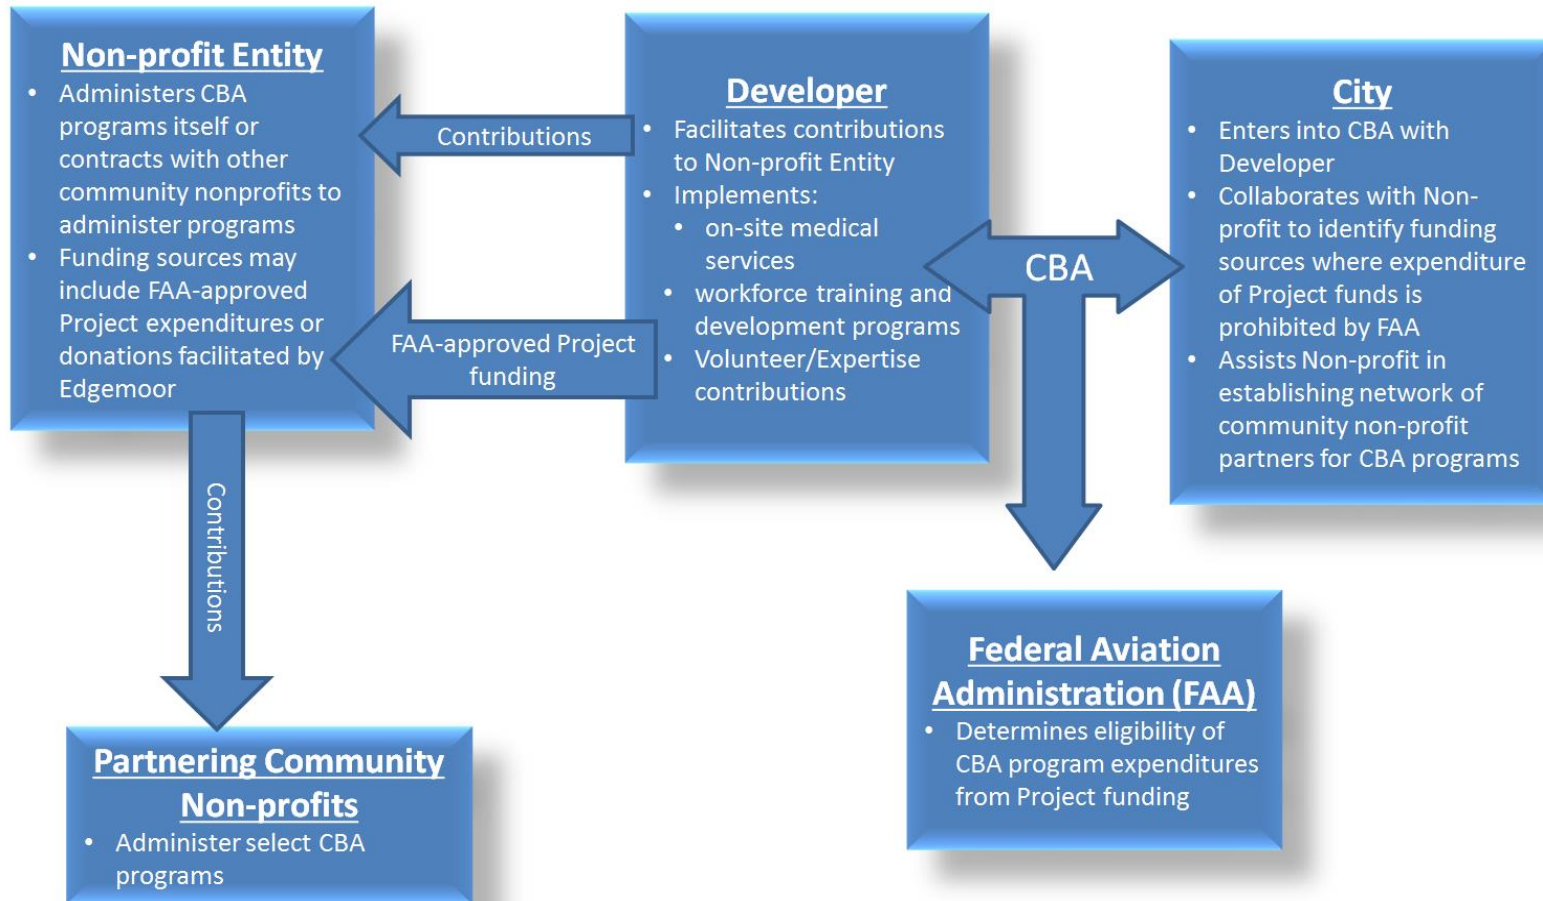 Non-profit Entity
• Administers CBA
programs itself or
contracts with other
community nonprofits to
administer programs
• Funding sources may
include FAA-approved
Project expenditures or
donations facilitated by
Edgemoor
Contributions
FAA-approved Project
funding
Developer
• Facilitates contributions
to Non-profit Entity
• Implements:
• on-site medical
services
• workforce training and
development programs
• Volunteer/Expertise
contributions
CBA
City
• Enters into CBA with
Developer
• Collaborates with Non-
profit to identify funding
sources where expenditure
of Project funds is
prohibited by FAA
• Assists Non-profit in
establishing network of
community non-profit
partners for CBA programs
Contributions
Partnering Community
Non-profits
• Administer select CBA
programs
Federal Aviation
Administration (FAA)
• Determines eligibility of
CBA program expenditures
from Project funding